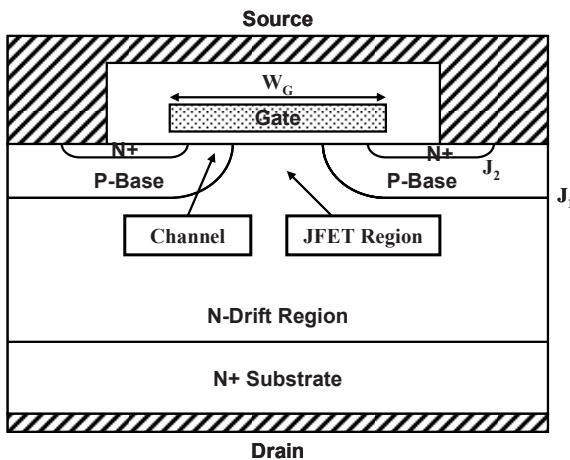 Source
W_G
Gate
N+ N+
J_2
P-Base P-Base
J_1
Channel JFET Region
N-Drift Region
N+ Substrate
Drain